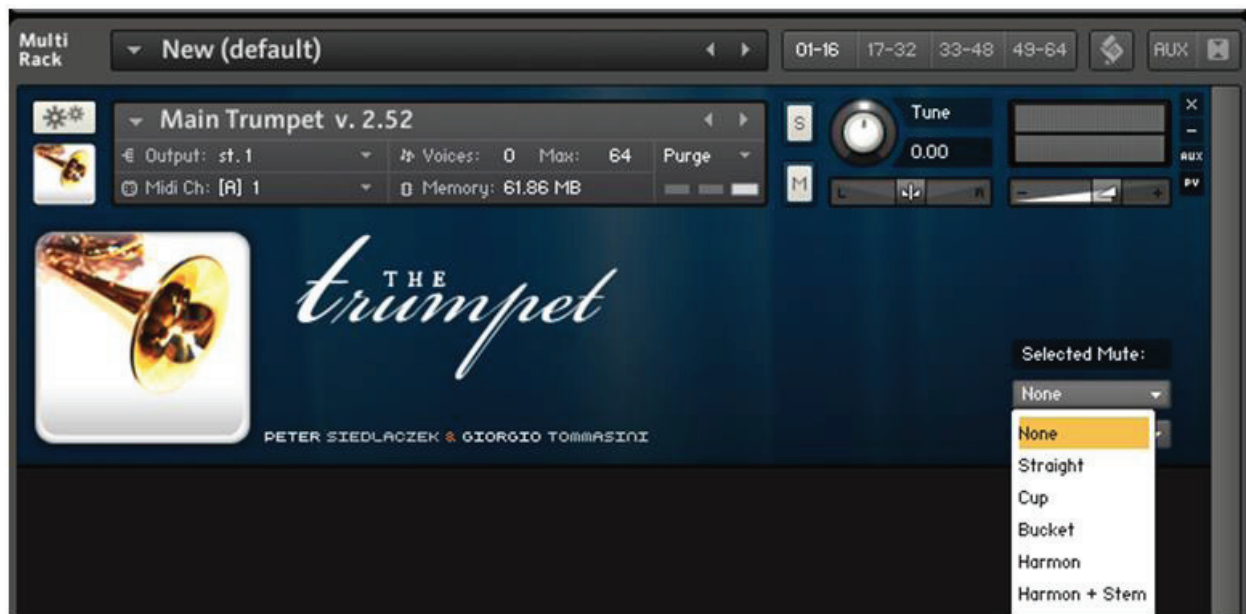 Multi Rack
New (default)
01-16 17-32 33-48 49-64 AUX
Main Trumpet v. 2.52
S
Tune
X
-
Output: st.1 Voices: 0 Max: 64 Purge
0.00
AUX
Midi Ch: [A] 1 Memory: 61.86 MB
M
L R
- +
PV
THE
trumpet
Selected Mute:
None
PETER SIEDLACZEK & GIORGIO TOMMASINI
None
Straight
Cup
Bucket
Harmon
Harmon + Stem